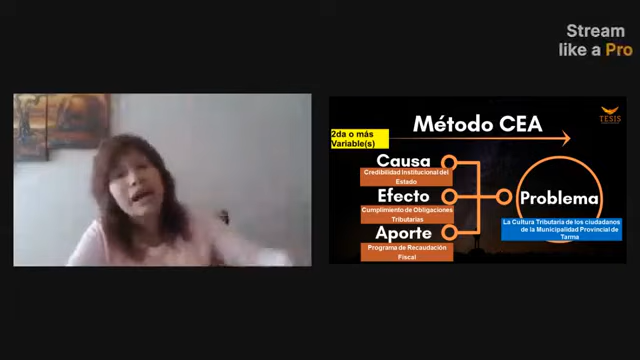 Stream
like a Pro
TESIS
Método CEA
2da o más
Variable(s)
Causa
Credibilidad Institucional del
Estado
Efecto
Cumplimiento de Obligaciones
Tributarias
Aporte
Programa de Recaudación
Fiscal
Problema
La Cultura Tributaria de los ciudadanos
de la Municipalidad Provincial de
Tarma